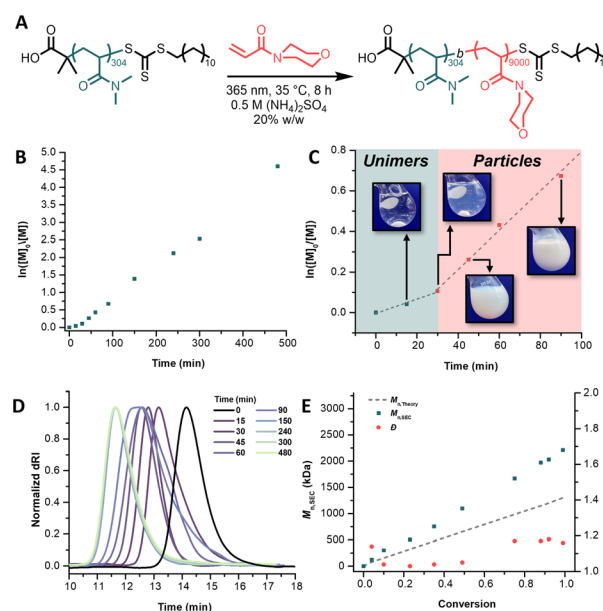 A
HO
O
304
O
N
S
S
S
10
O
N
O
365 nm, 35 °C, 8 h
0.5 M (NH₄)₂SO₄
20% w/w
HO
O
304
b
9000
S
S
S
O
N
O
N
O
B
ln([M]₀\[M])
5.0
4.5
4.0
3.5
3.0
2.5
2.0
1.5
1.0
0.5
0.0
0 100 200 300 400 500
Time (min)
C
Unimers Particles
ln([M]₀/[M])
0.8
0.6
0.4
0.2
0.0
0 20 40 60 80 100
Time (min)
D
Normalizd dRI
1.0
0.8
0.6
0.4
0.2
0.0
Time (min)
0 90
15 150
30 240
45 300
60 480
10 11 12 13 14 15 16 17 18
Time (min)
E
Mn,SEC (kDa)
3000
2500
2000
1500
1000
500
0
Mn,Theory
Mn,SEC
Đ
2.0
1.8
1.6
1.4
1.2
1.0
0.0 0.2 0.4 0.6 0.8 1.0
Conversion